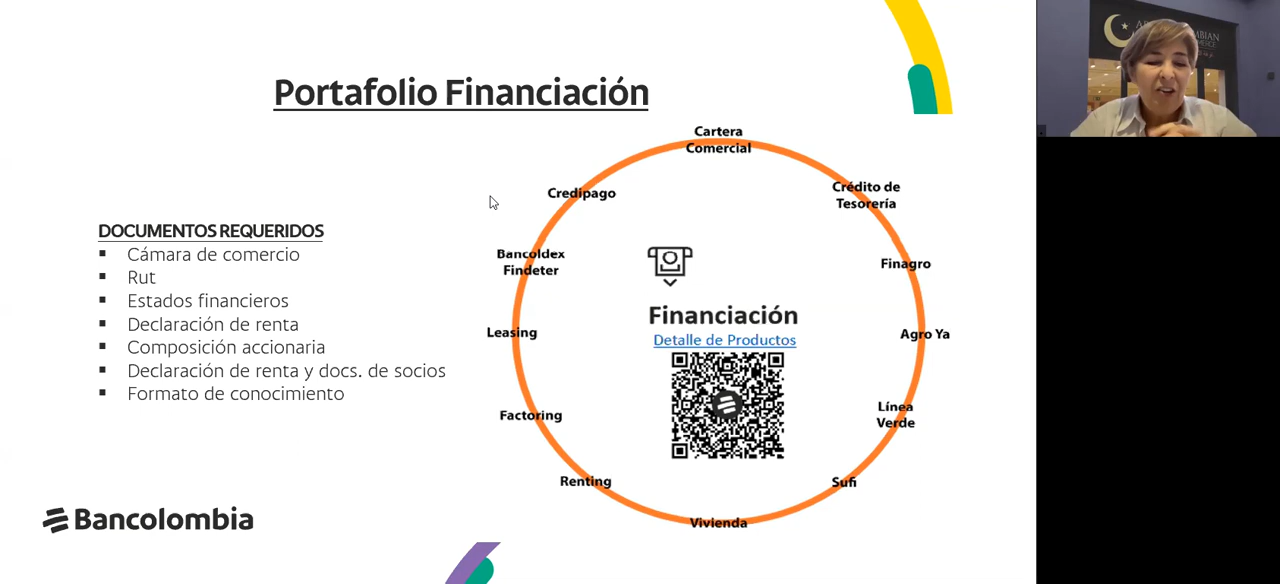 Portafolio Financiación
DOCUMENTOS REQUERIDOS
▪ Cámara de comercio
▪ Rut
▪ Estados financieros
▪ Declaración de renta
▪ Composición accionaria
▪ Declaración de renta y docs. de socios
▪ Formato de conocimiento
Bancolombia
Cartera
Comercial
Crédito de
Tesorería
Finagro
Agro Ya
Línea
Verde
Sufi
Vivienda
Renting
Factoring
Leasing
Bancoldex
Findeter
Credipago
Financiación
Detalle de Productos